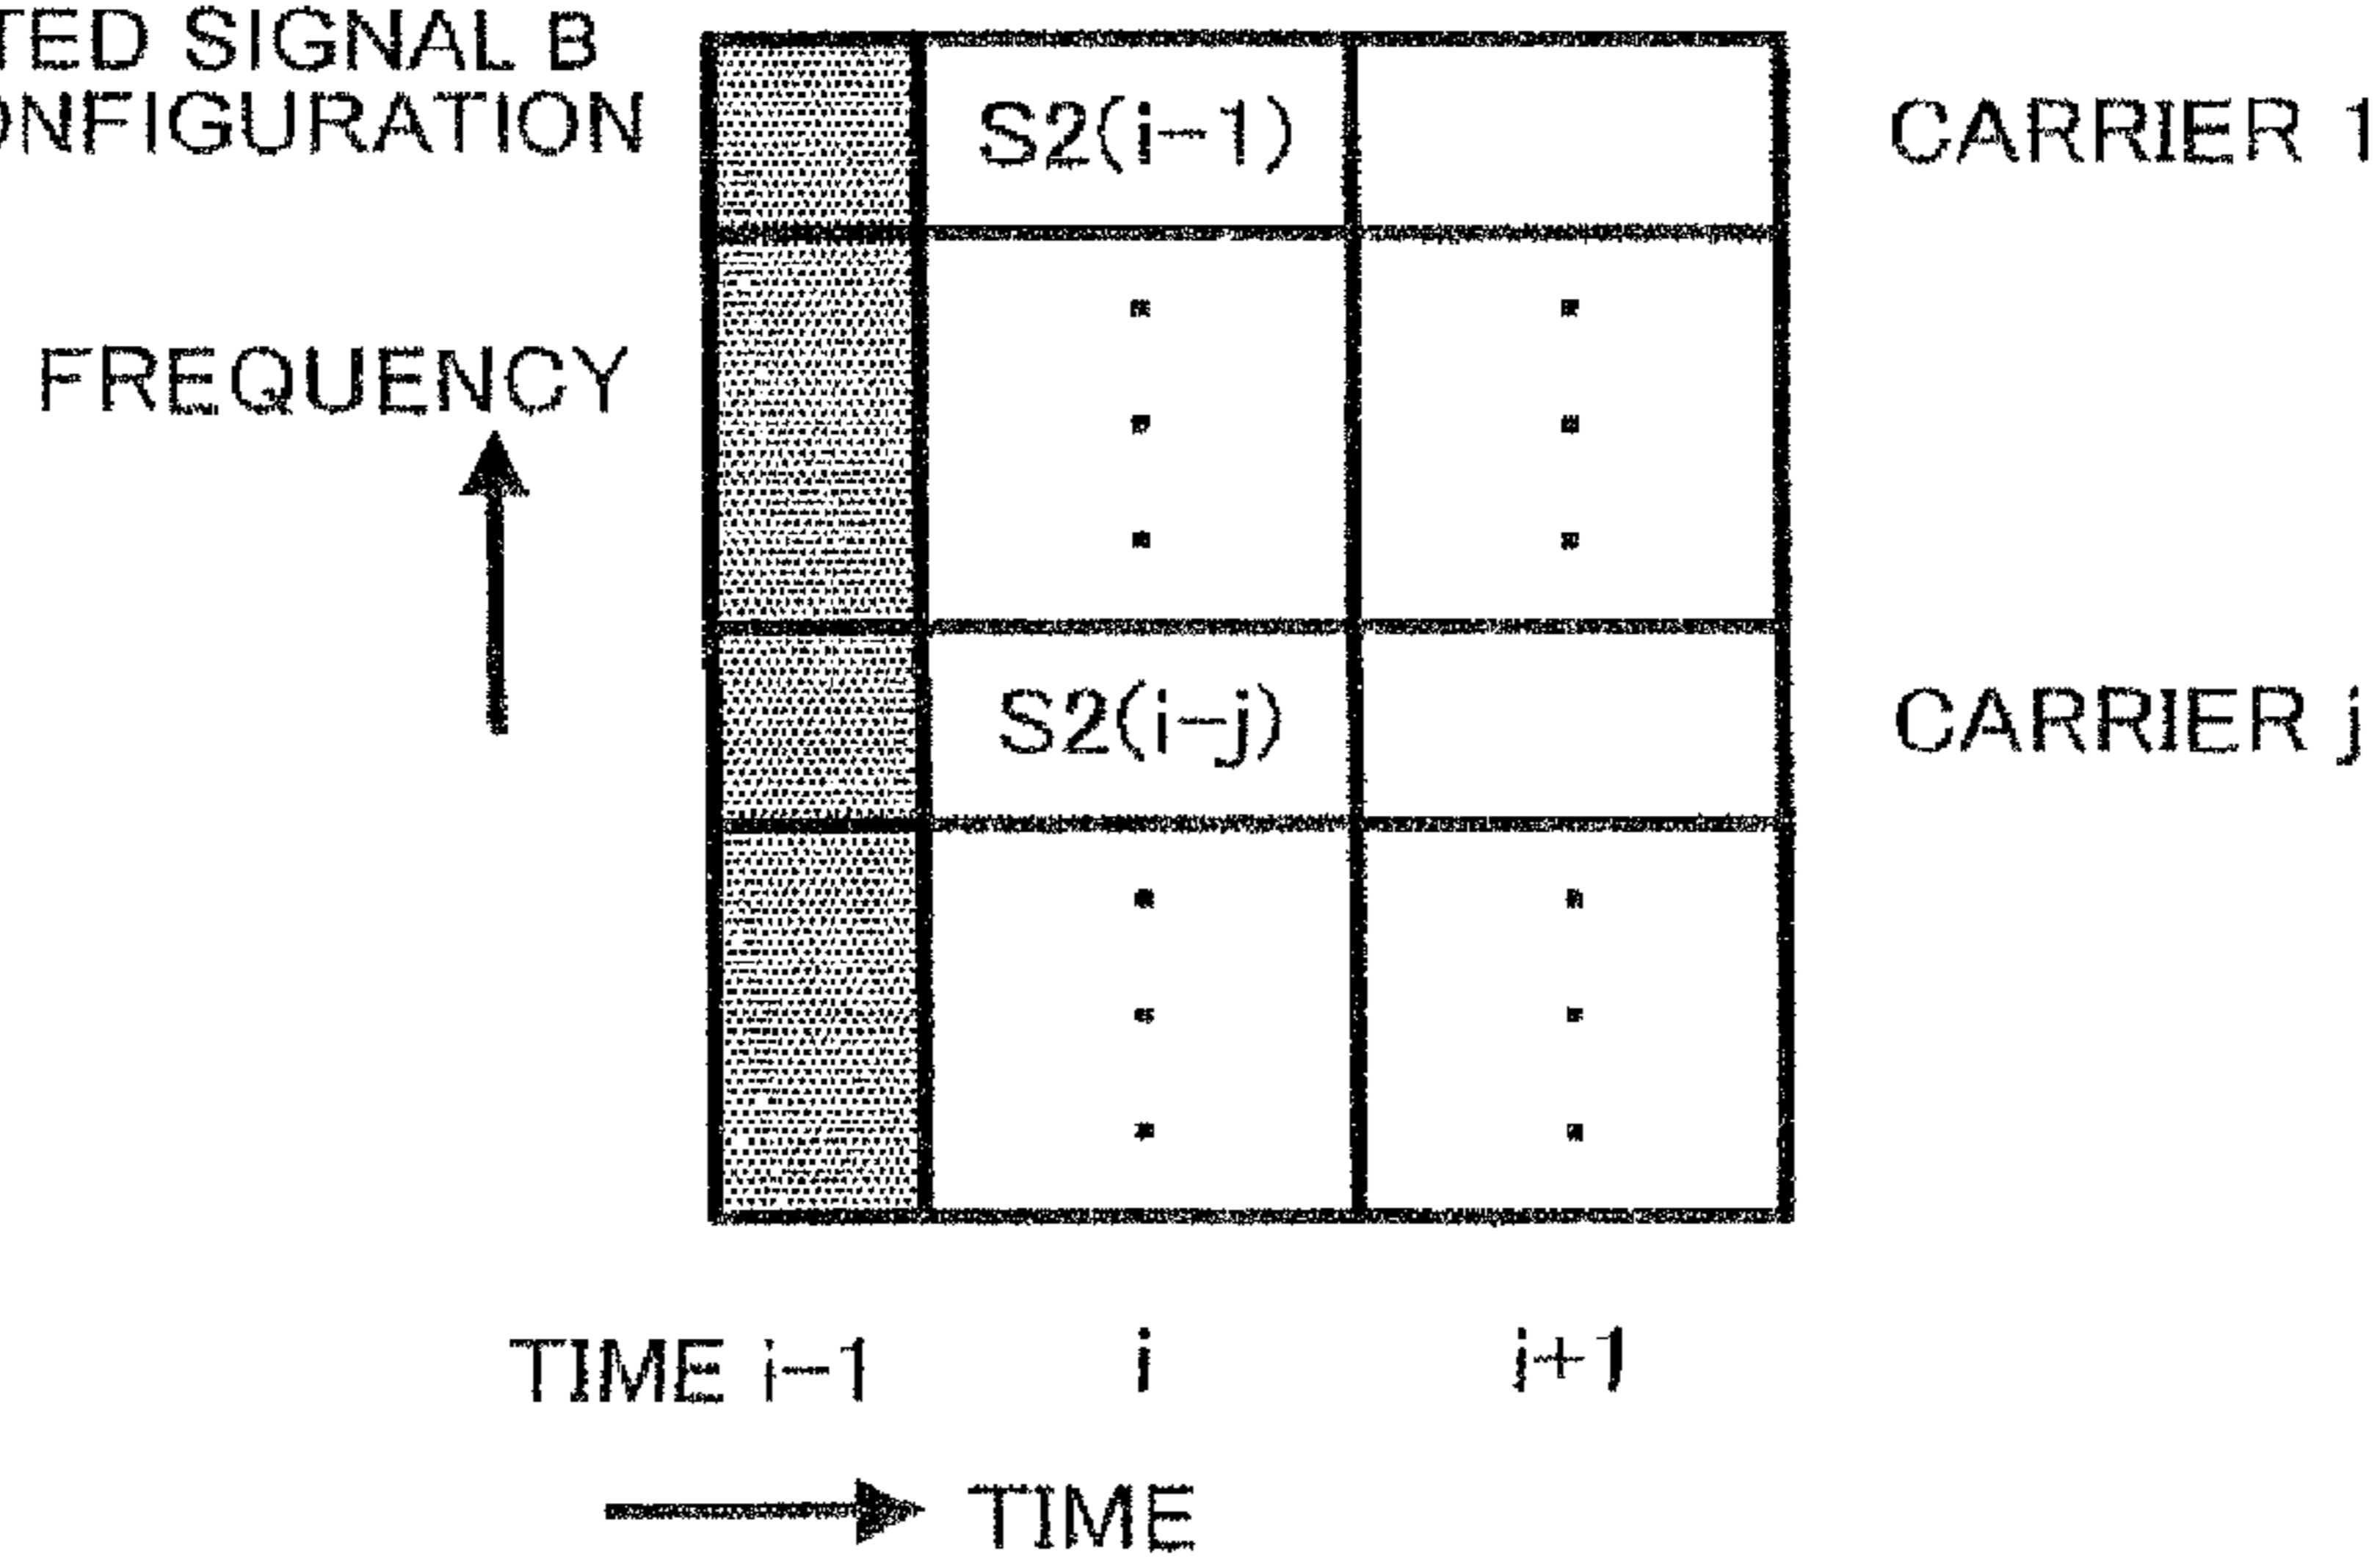 TED SIGNAL B
ONFIGURATION
S2(i-1)
CARRIER 1
FREQUENCY
S2(i-j)
CARRIER j
TIME i-1 i i+1
TIME